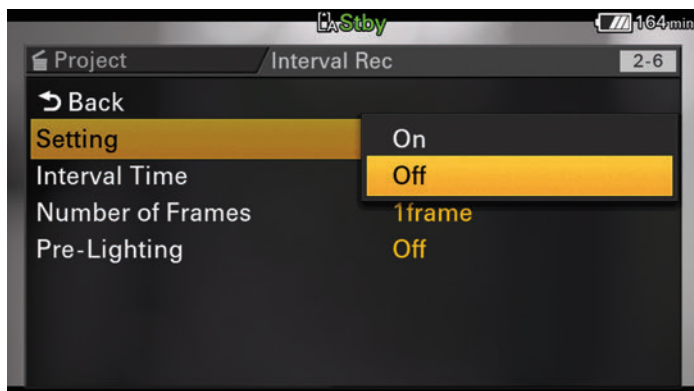 A Stby 164min
Project Interval Rec 2-6
Back
Setting On
Off
Interval Time
Number of Frames 1frame
Pre-Lighting Off